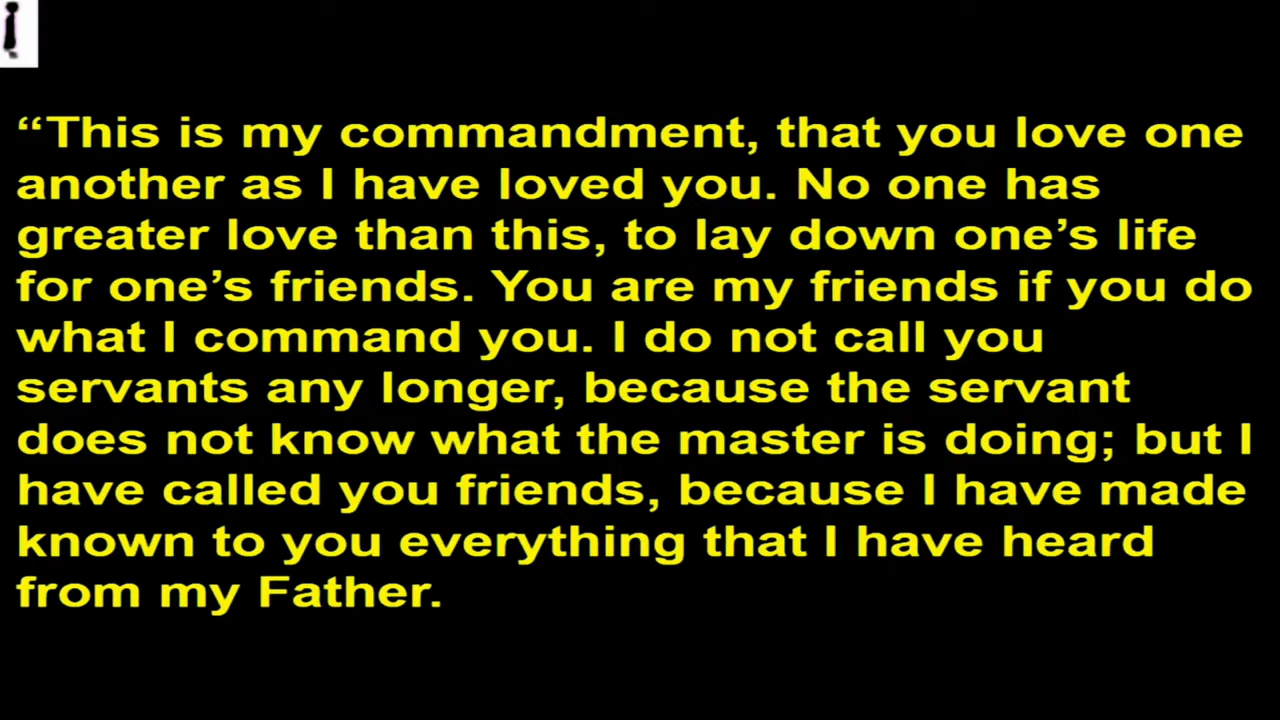 “This is my commandment, that you love one
another as I have loved you. No one has
greater love than this, to lay down one’s life
for one’s friends. You are my friends if you do
what I command you. I do not call you
servants any longer, because the servant
does not know what the master is doing; but I
have called you friends, because I have made
known to you everything that I have heard
from my Father.